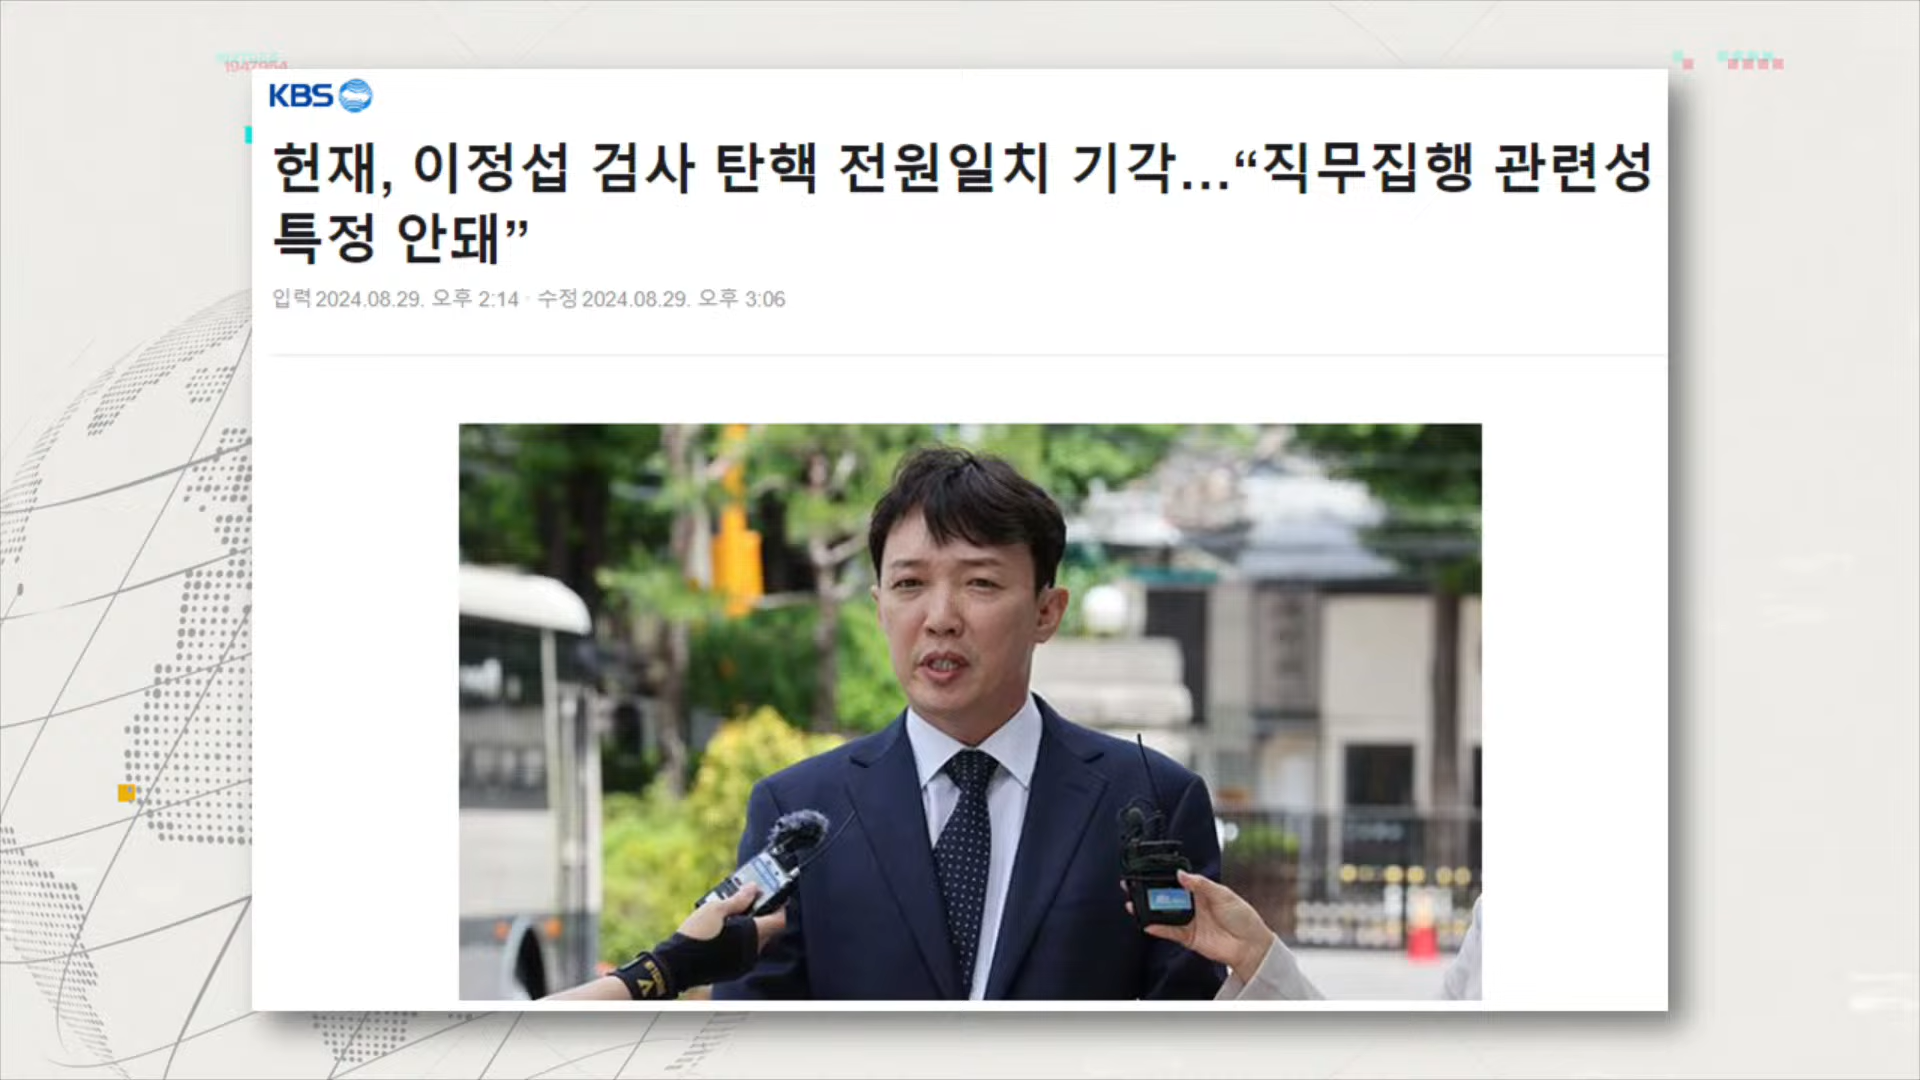 1947954
KBS
헌재, 이정섭 검사 탄핵 전원일치 기각…“직무집행 관련성
특정 안돼”
입력 2024.08.29. 오후 2:14 · 수정 2024.08.29. 오후 3:06